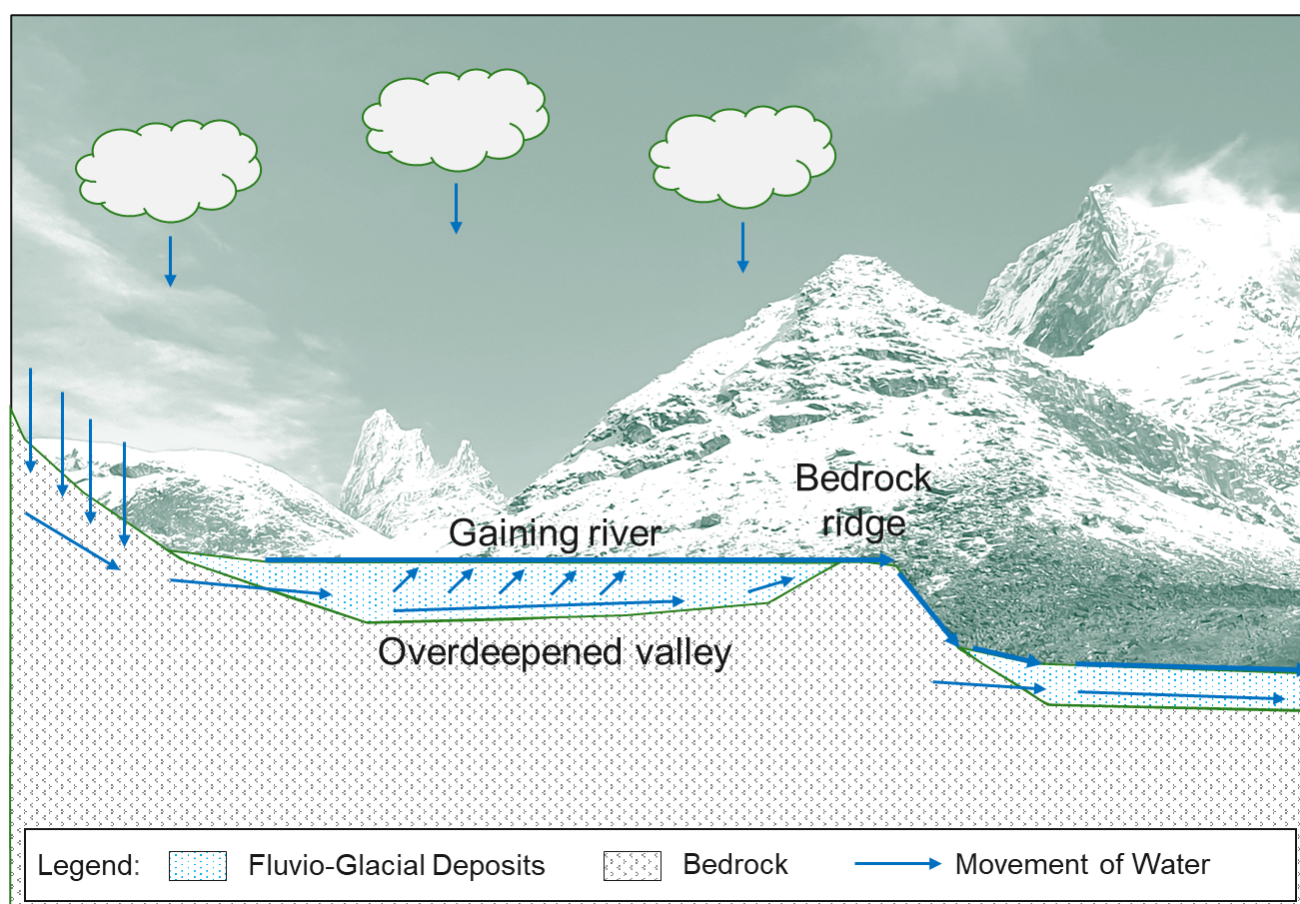 Bedrock
ridge
Gaining river
Overdeepened valley
Legend: Fluvio-Glacial Deposits Bedrock Movement of Water